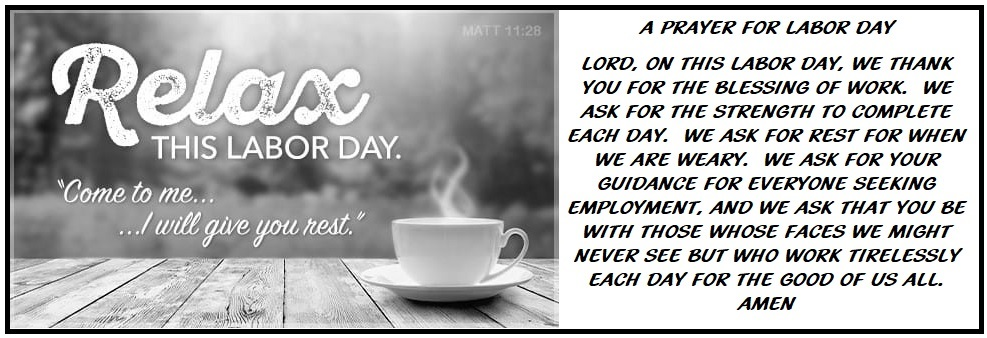 MATT 11:28
Relax
THIS LABOR DAY.
"Come to me...
...I will give you rest."
A PRAYER FOR LABOR DAY
LORD, ON THIS LABOR DAY, WE THANK
YOU FOR THE BLESSING OF WORK. WE
ASK FOR THE STRENGTH TO COMPLETE
EACH DAY. WE ASK FOR REST FOR WHEN
WE ARE WEARY. WE ASK FOR YOUR
GUIDANCE FOR EVERYONE SEEKING
EMPLOYMENT, AND WE ASK THAT YOU BE
WITH THOSE WHOSE FACES WE MIGHT
NEVER SEE BUT WHO WORK TIRELESSLY
EACH DAY FOR THE GOOD OF US ALL.
AMEN